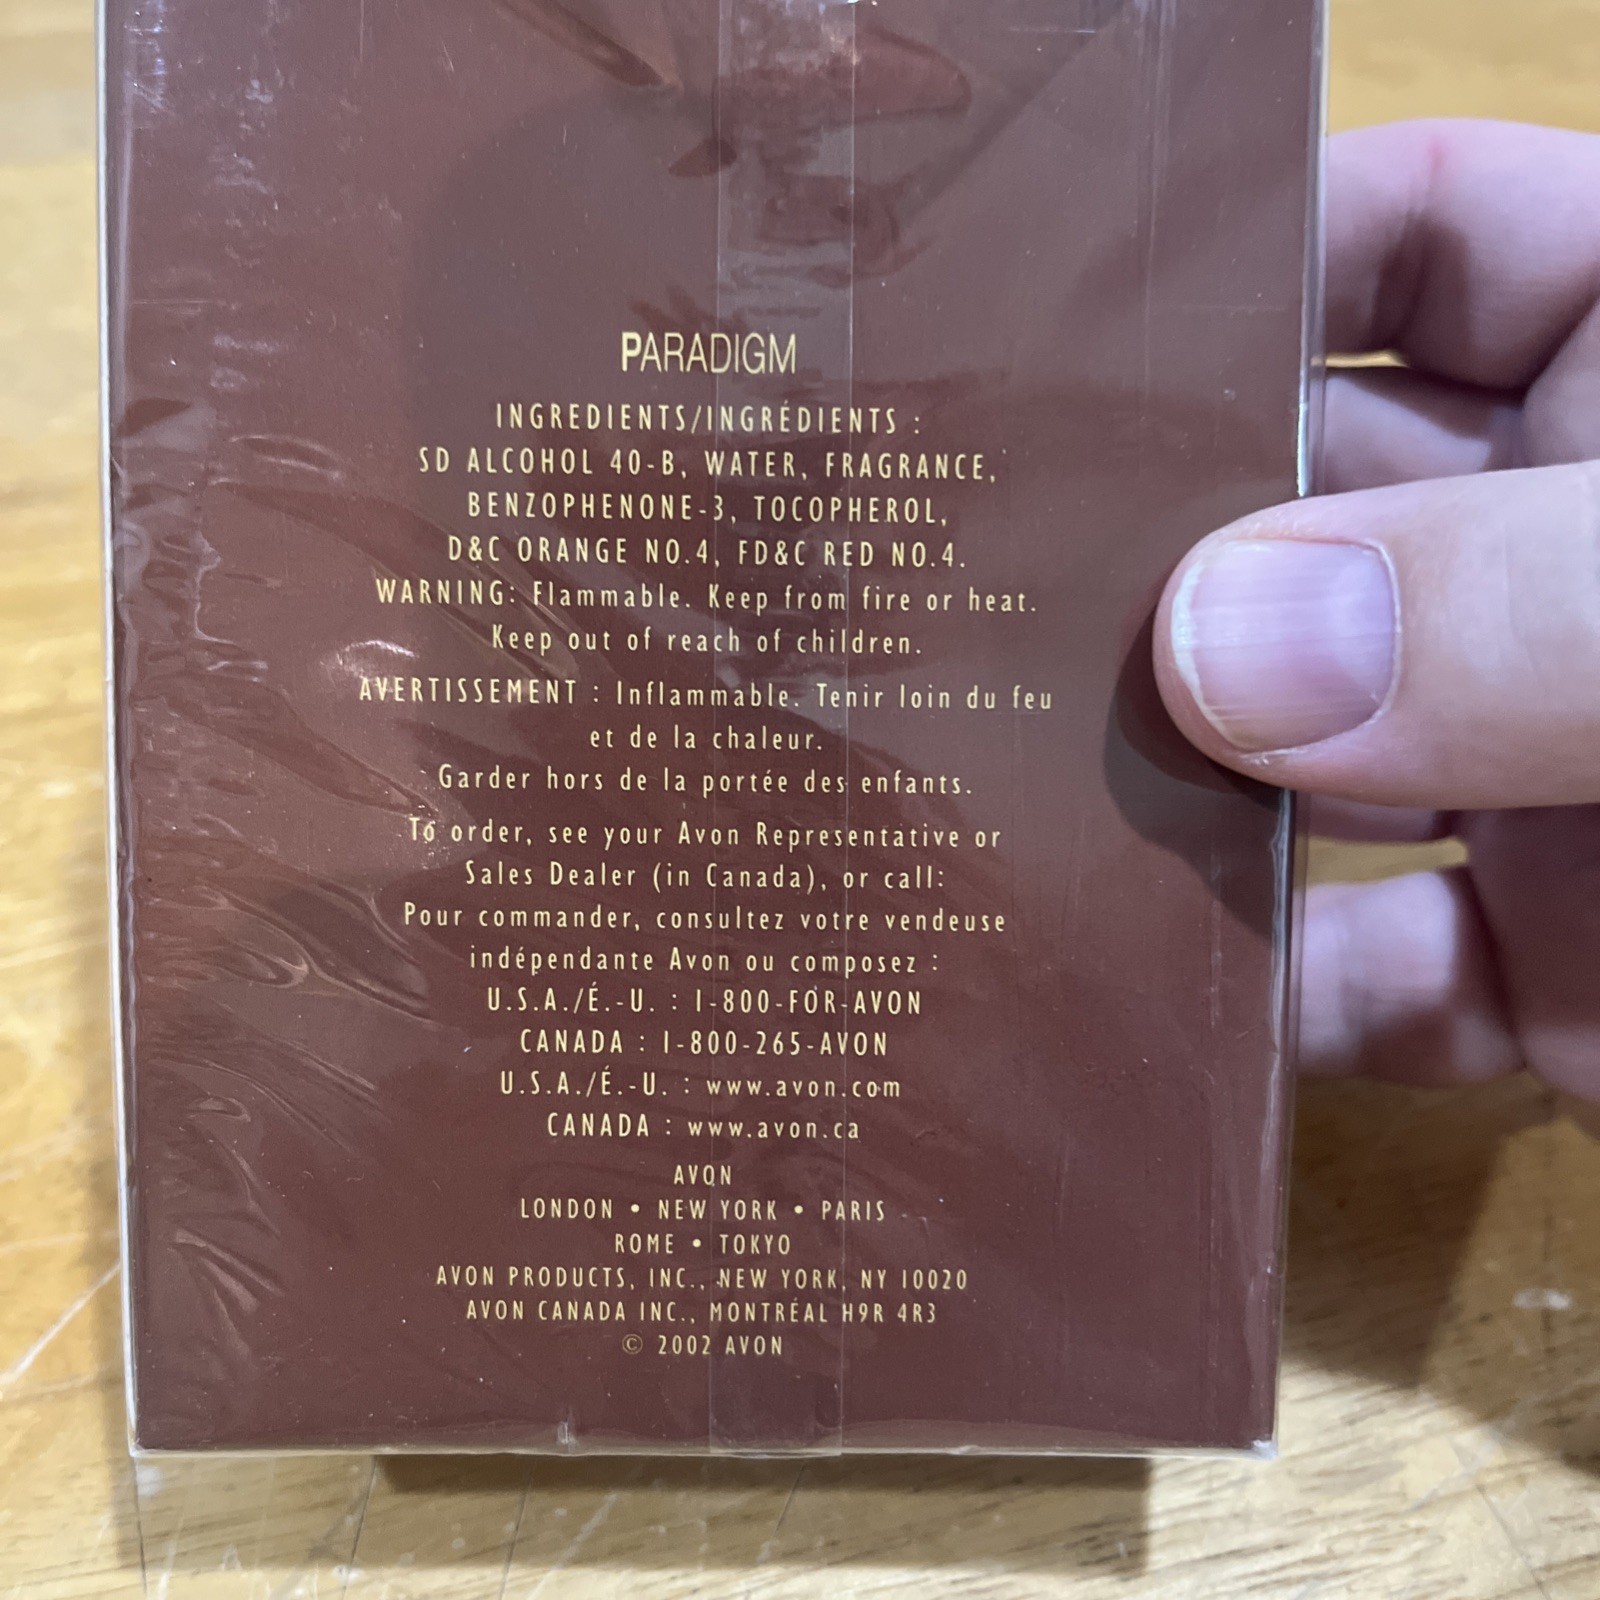 PARADIGM
INGREDIENTS/INGRÉDIENTS :
SD ALCOHOL 40-B, WATER, FRAGRANCE,
BENZOPHENONE-3, TOCOPHEROL,
D&C ORANGE NO.4, FD&C RED NO.4.
WARNING: Flammable. Keep from fire or heat.
Keep out of reach of children.
AVERTISSEMENT : Inflammable. Tenir loin du feu
et de la chaleur.
Garder hors de la portée des enfants.
To order, see your Avon Representative or
Sales Dealer (in Canada), or call:
Pour commander, consultez votre vendeuse
indépendante Avon ou composez :
U.S.A./É.-U. : 1-800-FOR-AVON
CANADA : 1-800-265-AVON
U.S.A./É.-U. : www.avon.com
CANADA : www.avon.ca
AVON
LONDON • NEW YORK • PARIS
ROME • TOKYO
AVON PRODUCTS, INC., NEW YORK, NY 10020
AVON CANADA INC., MONTRÉAL H9R 4R3
© 2002 AVON